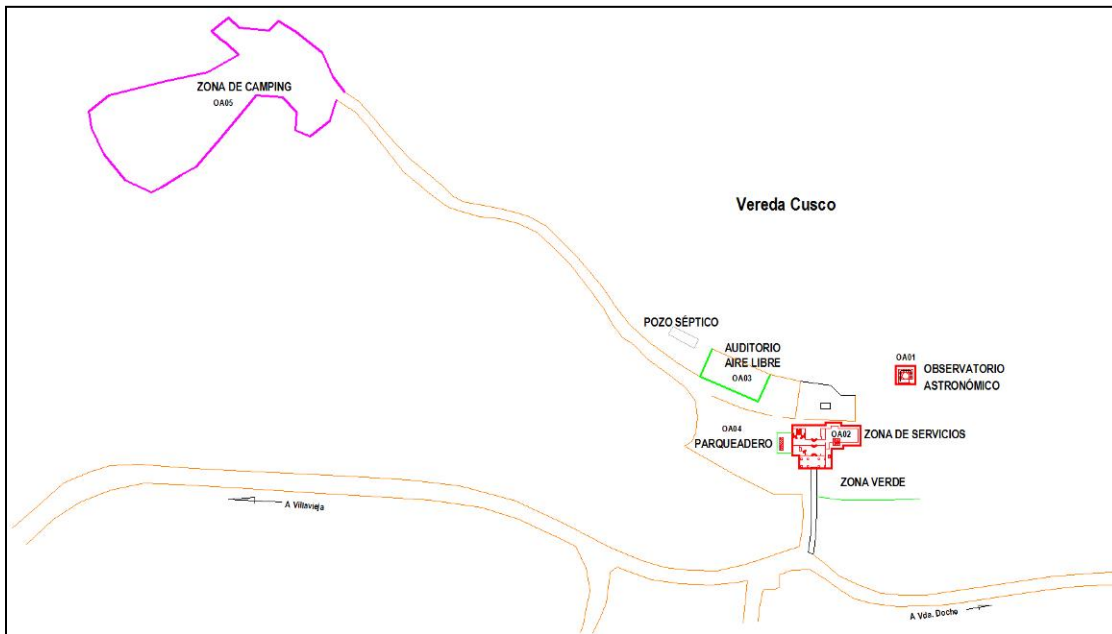 ZONA DE CAMPING
OA05
Vereda Cusco
POZO SÉPTICO
AUDITORIO
AIRE LIBRE
OA03
OA01
OBSERVATORIO
ASTRONÓMICO
OA04
PARQUEADERO
OA02
ZONA DE SERVICIOS
ZONA VERDE
A Villavieja
A Vda. Doche